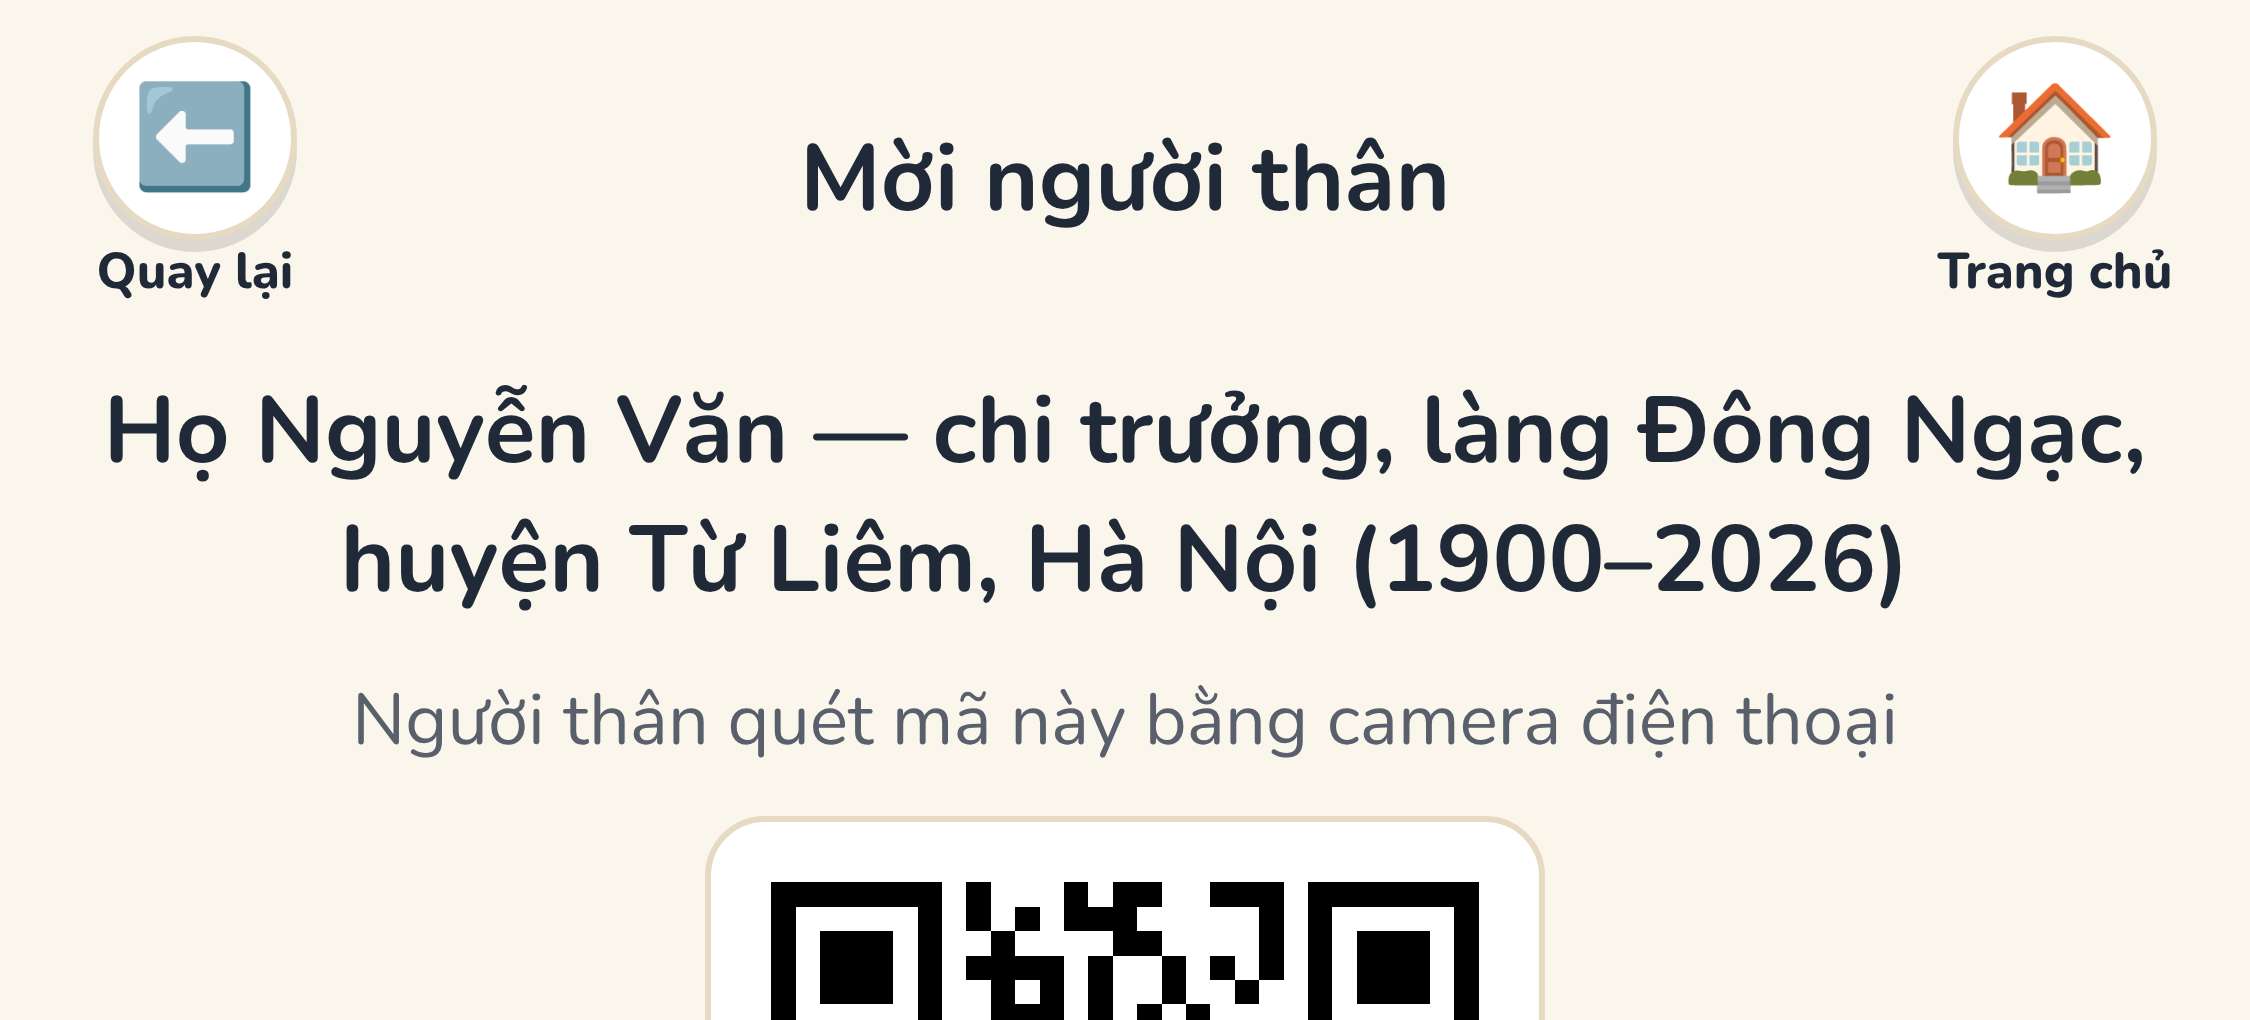 Mời người thân
Quay lại
Trang chủ
Họ Nguyễn Văn — chi trưởng, làng Đông Ngạc,
huyện Từ Liêm, Hà Nội (1900–2026)
Người thân quét mã này bằng camera điện thoại